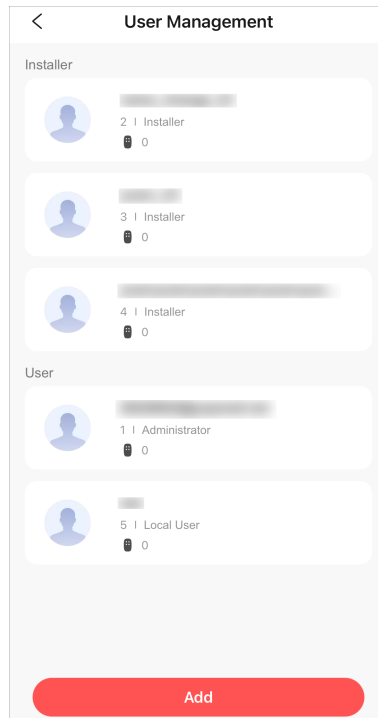 User Management
Installer
2 | Installer
0
3 | Installer
0
4 | Installer
0
User
1 | Administrator
0
5 | Local User
0
Add